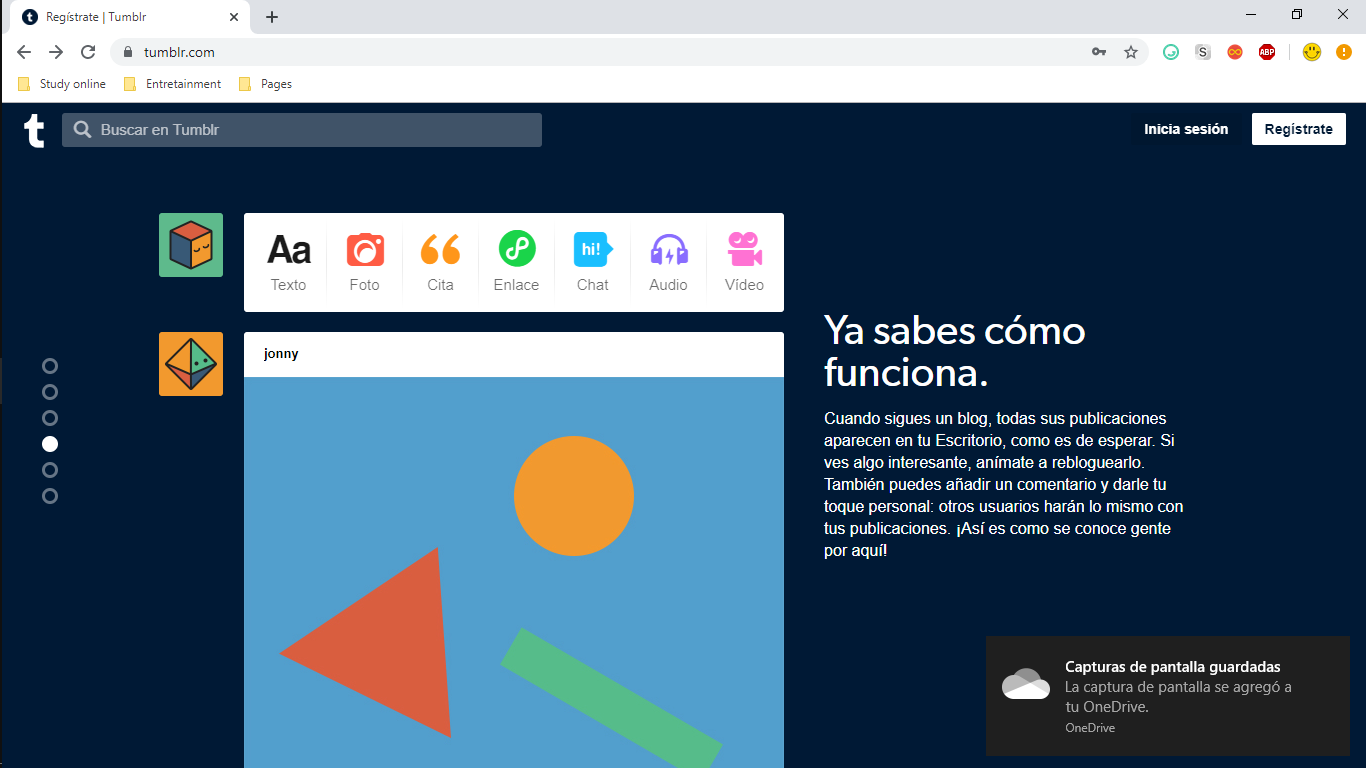 Regístrate | Tumblr
tumblr.com
S
ABP
Study online
Entretainment
Pages
t
Buscar en Tumblr
Inicia sesión
Regístrate
Aa
hi!
Texto
Foto
Cita
Enlace
Chat
Audio
Vídeo
jonny
Ya sabes cómo
funciona.
Cuando sigues un blog, todas sus publicaciones
aparecen en tu Escritorio, como es de esperar. Si
ves algo interesante, anímate a rebloguearlo.
También puedes añadir un comentario y darle tu
toque personal: otros usuarios harán lo mismo con
tus publicaciones. ¡Así es como se conoce gente
por aquí!
Capturas de pantalla guardadas
La captura de pantalla se agregó a
tu OneDrive.
OneDrive